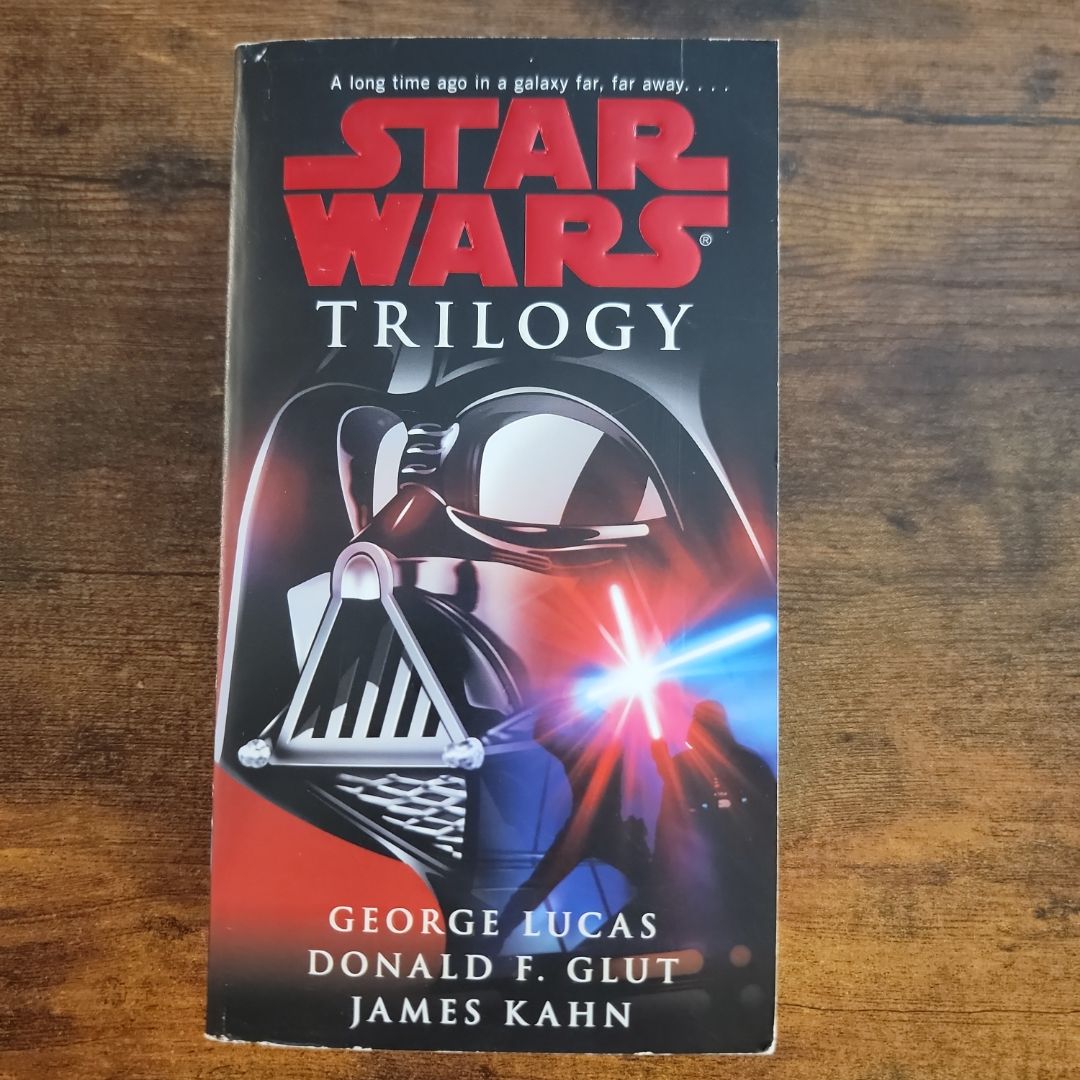 A long time ago in a galaxy far, far away. . . .
STAR
WARS®
TRILOGY
GEORGE LUCAS
DONALD F. GLUT
JAMES KAHN